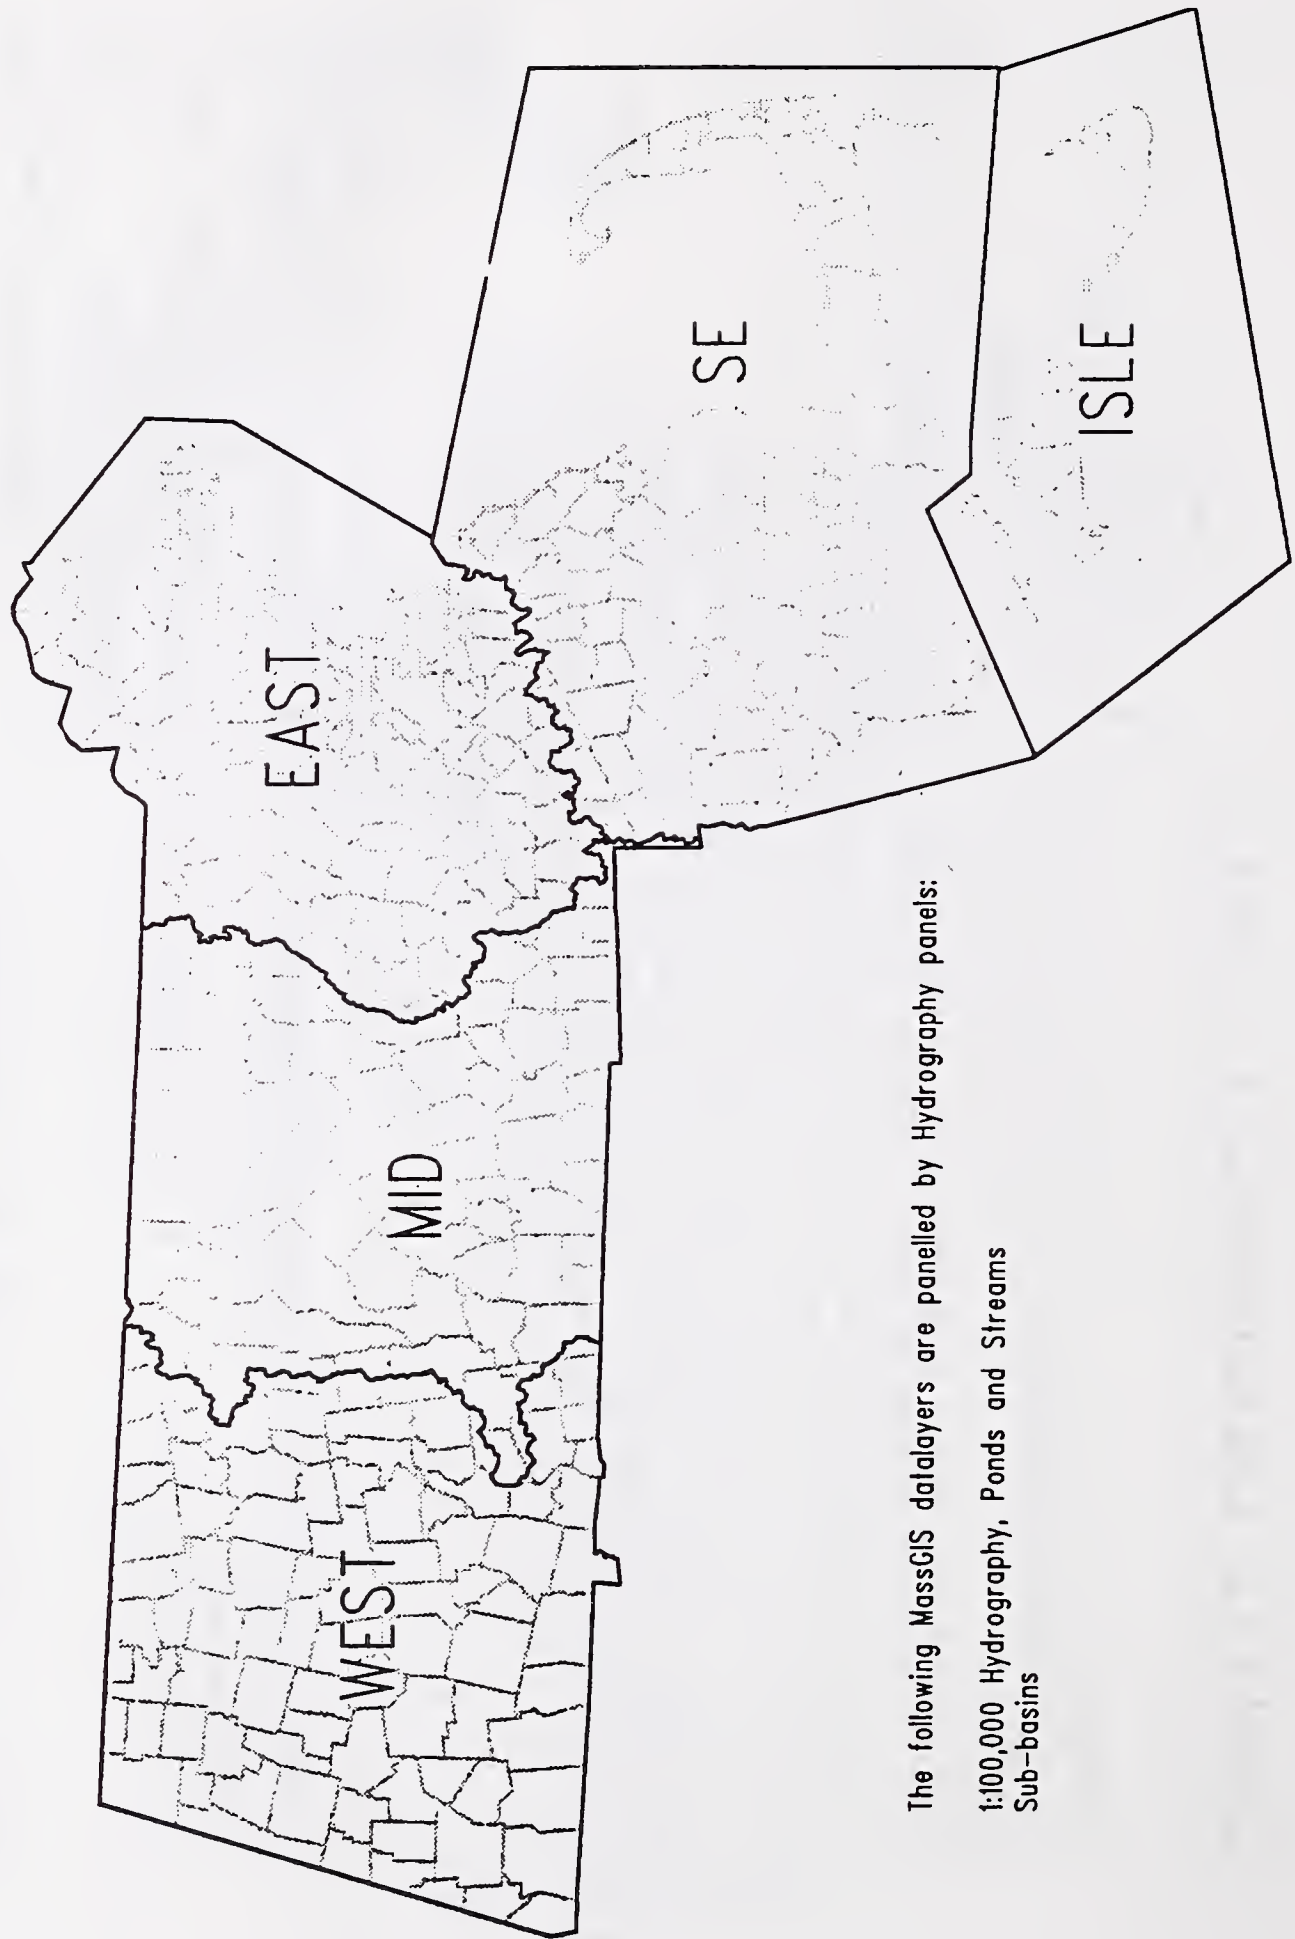 WEST
MID
EAST
SE
ISLE
The following MassGIS datalayers are panelled by Hydrography panels:
1:100,000 Hydrography, Ponds and Streams
Sub-basins